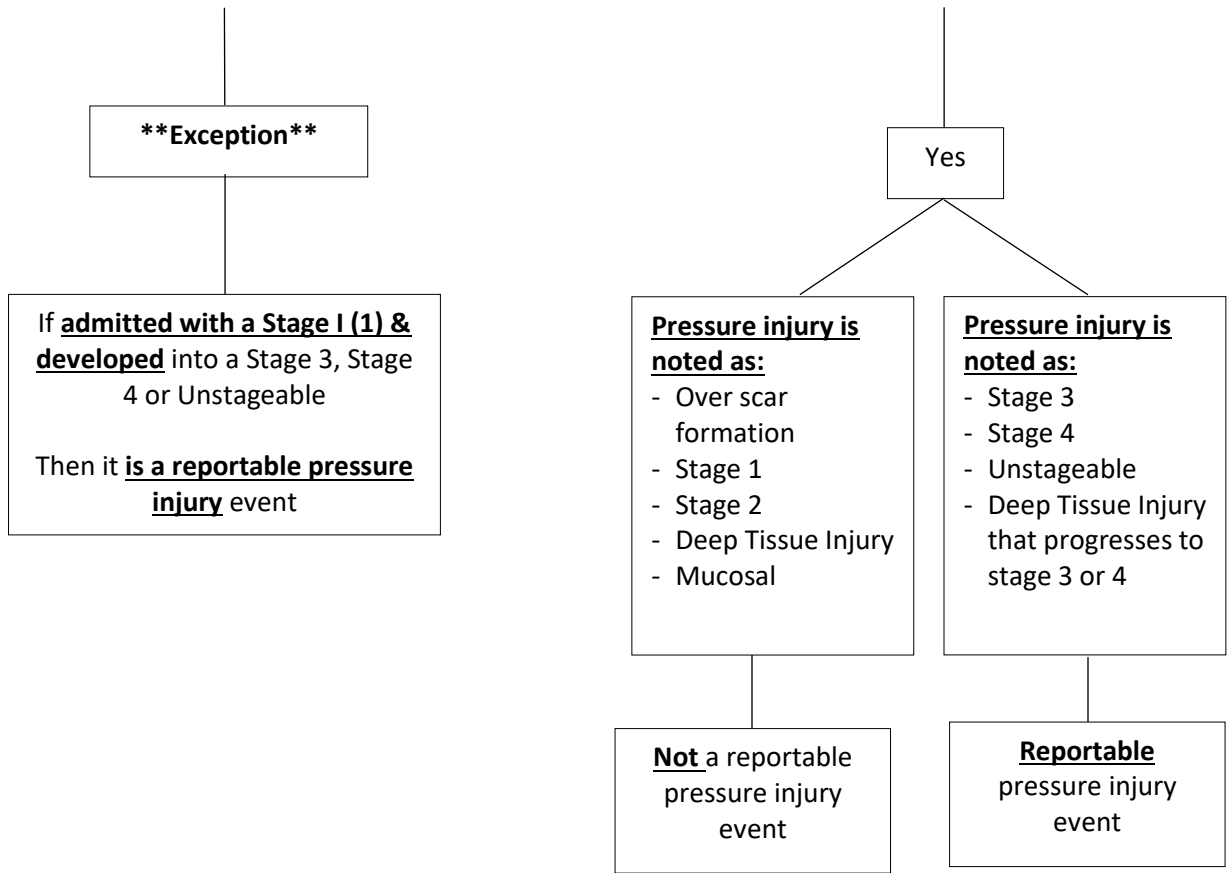 **Exception**
If admitted with a Stage I (1) &
developed into a Stage 3, Stage
4 or Unstageable
Then it is a reportable pressure
injury event
Yes
Pressure injury is
noted as:
- Over scar
formation
- Stage 1
- Stage 2
- Deep Tissue Injury
- Mucosal
Pressure injury is
noted as:
- Stage 3
- Stage 4
- Unstageable
- Deep Tissue Injury
that progresses to
stage 3 or 4
Not a reportable
pressure injury
event
Reportable
pressure injury
event